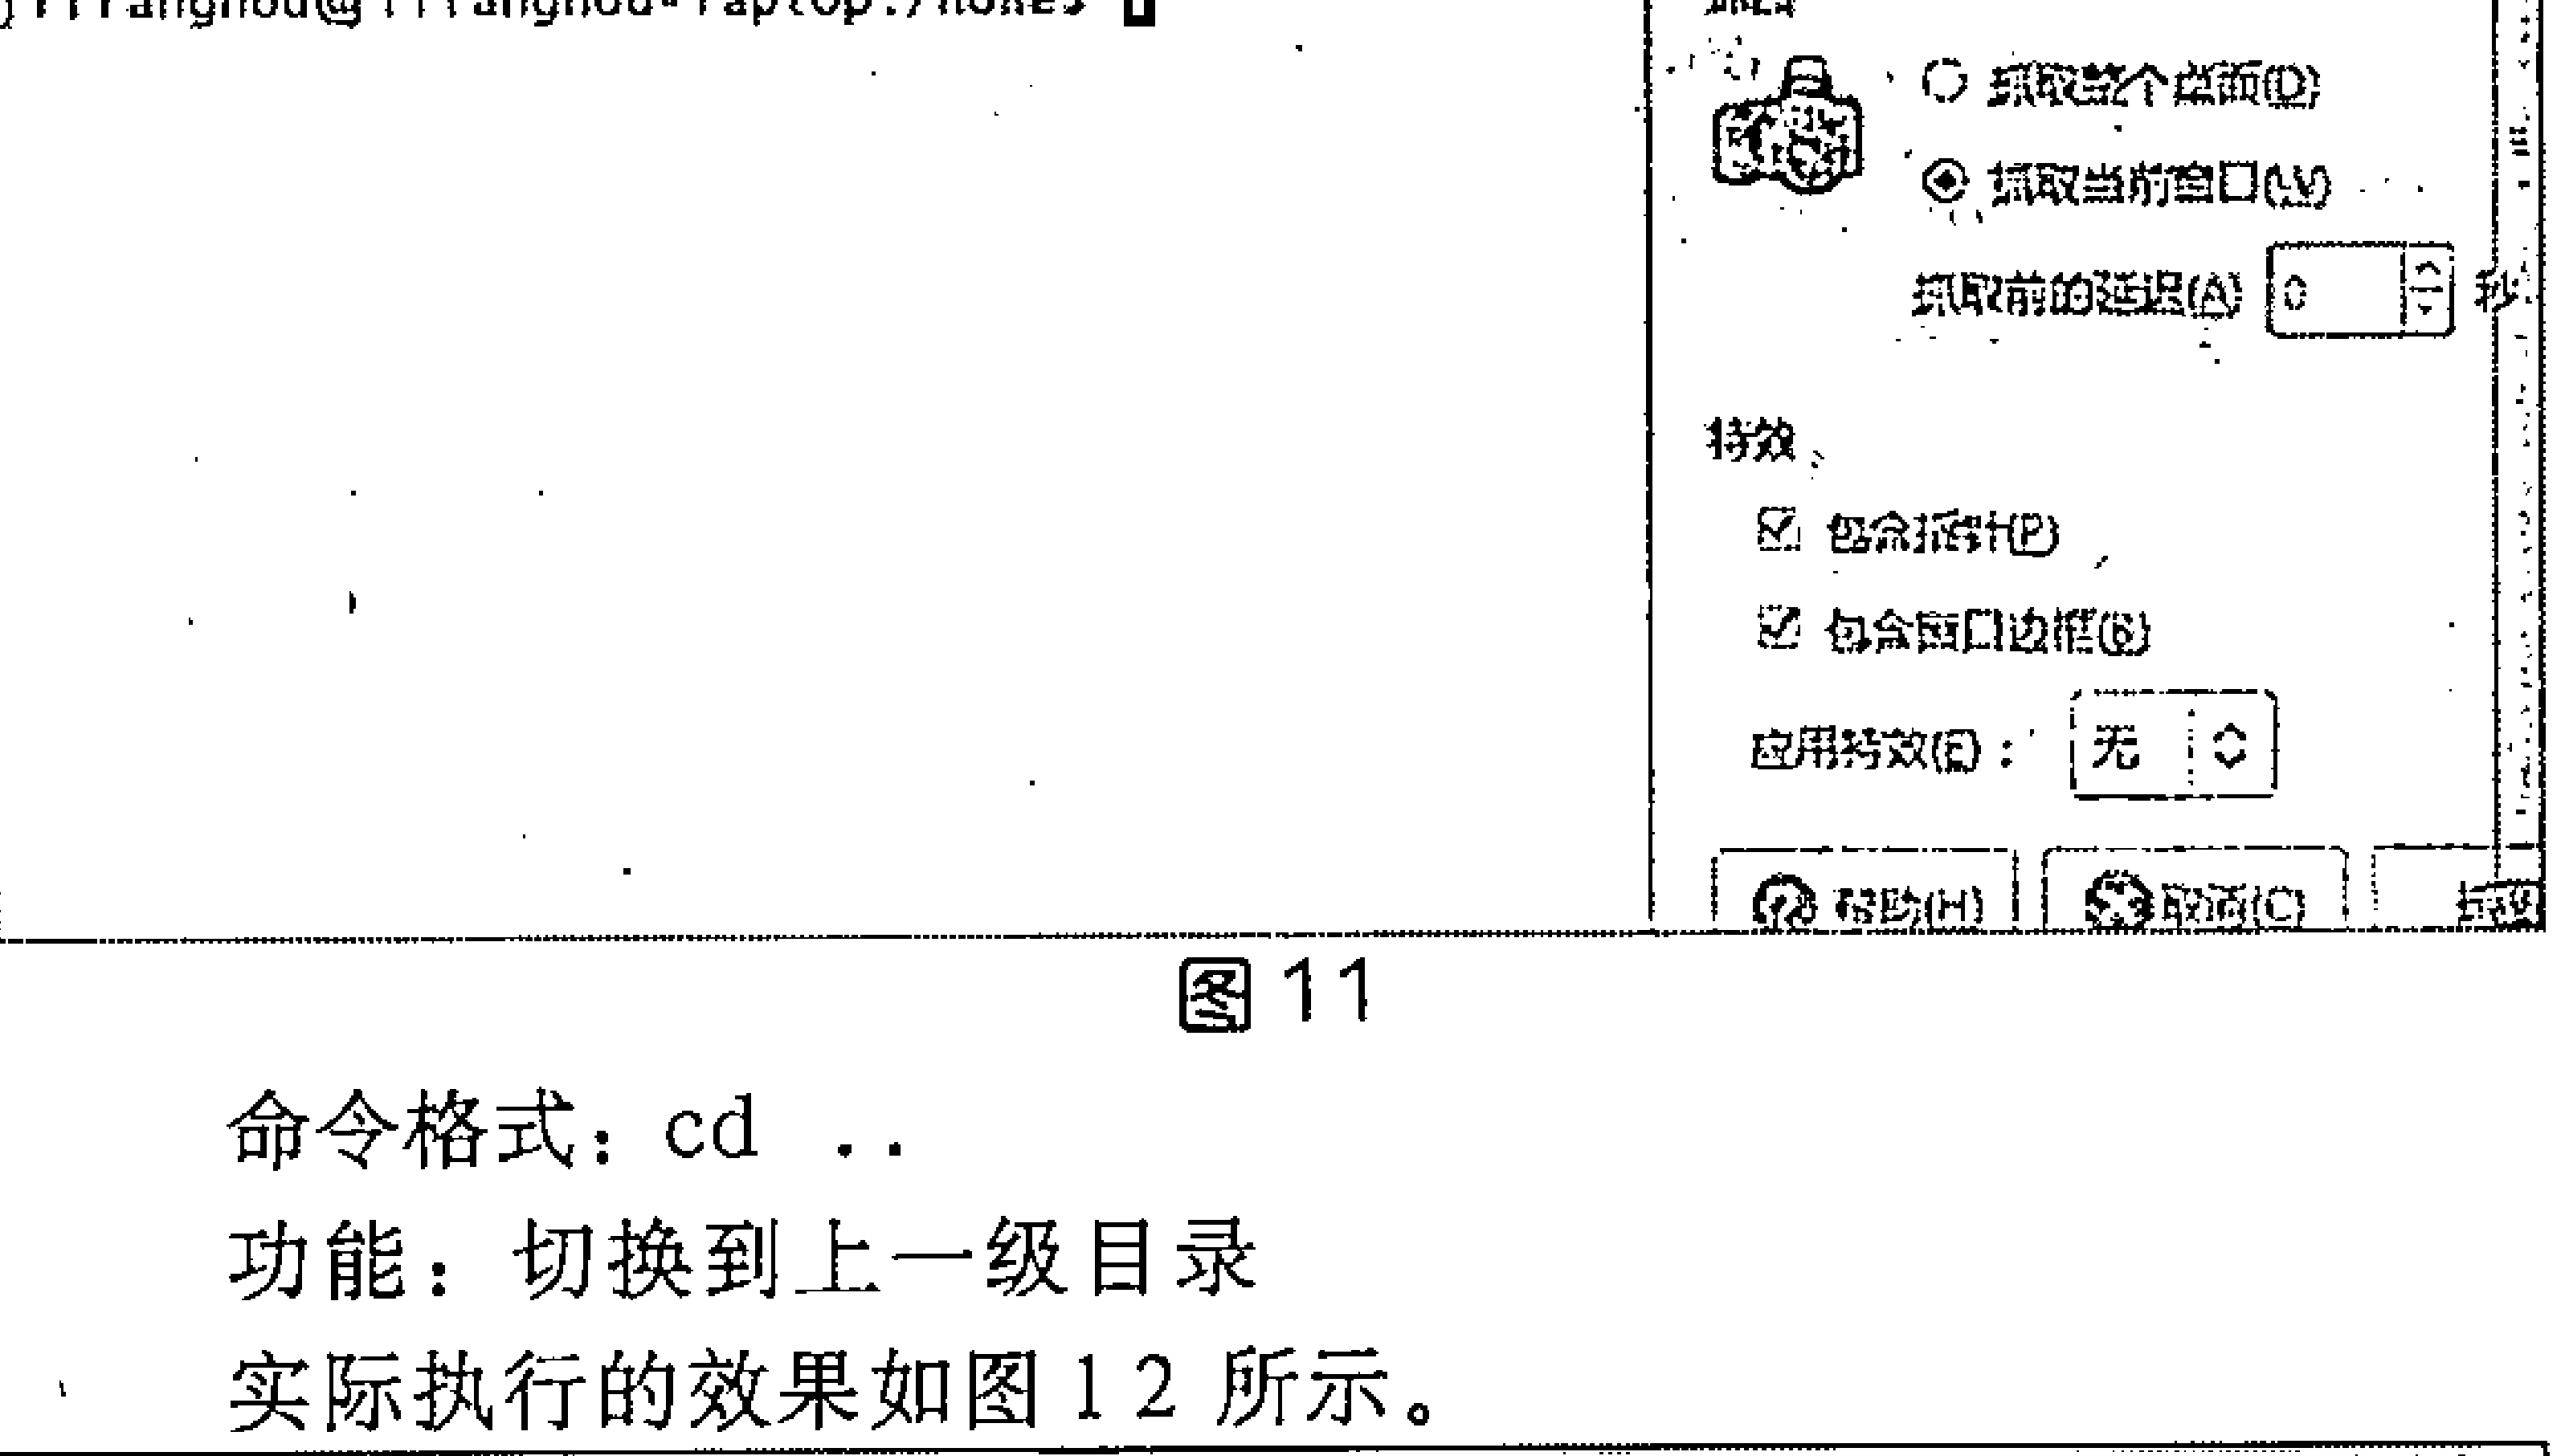 抓取整个桌面(D)
抓取当前窗口(W)
抓取前的延迟(A) 0 秒
特效
包含指针(P)
包含窗口边框(B)
应用特效(E)： 无
帮助(H) 取消(C)
图 11
命令格式：cd ..
功能：切换到上一级目录
实际执行的效果如图 12 所示。